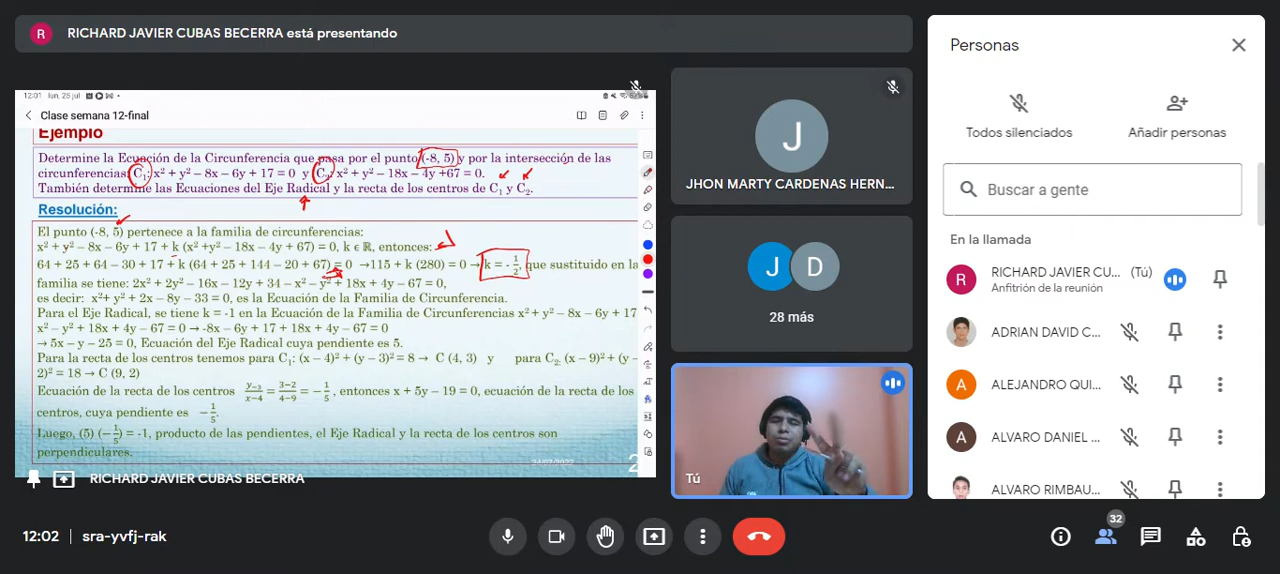 R RICHARD JAVIER CUBAS BECERRA está presentando
12:01 lun, 25 jul
Clase semana 12-final
Ejemplo
Determine la Ecuación de la Circunferencia que pasa por el punto (-8, 5) y por la intersección de las
circunferencias: C₁: x² + y² – 8x – 6y + 17 = 0 y C₂: x² + y² – 18x – 4y +67 = 0.
También determine las Ecuaciones del Eje Radical y la recta de los centros de C₁ y C₂.
Resolución:
El punto (-8, 5) pertenece a la familia de circunferencias:
x² + y² – 8x – 6y + 17 + k (x² +y² – 18x – 4y + 67) = 0, k ∈ ℝ, entonces:
64 + 25 + 64 – 30 + 17 + k (64 + 25 + 144 – 20 + 67) = 0 →115 + k (280) = 0 → k = - 1/2, que sustituido en la
familia se tiene: 2x² + 2y² – 16x – 12y + 34 – x² – y² + 18x + 4y – 67 = 0,
es decir: x²+ y² + 2x – 8y – 33 = 0, es la Ecuación de la Familia de Circunferencia.
Para el Eje Radical, se tiene k = -1 en la Ecuación de la Familia de Circunferencias x² + y² – 8x – 6y + 17
x² – y² + 18x + 4y – 67 = 0 → -8x – 6y + 17 + 18x + 4y – 67 = 0
→ 5x – y – 25 = 0, Ecuación del Eje Radical cuya pendiente es 5.
Para la recta de los centros tenemos para C₁: (x – 4)² + (y – 3)² = 8 → C (4, 3) y para C₂: (x – 9)² + (y –
2)² = 18 → C (9, 2)
Ecuación de la recta de los centros y–3/x–4 = 3–2/4–9 = – 1/5, entonces x + 5y – 19 = 0, ecuación de la recta de los
centros, cuya pendiente es – 1/5.
Luego, (5) (– 1/5) = -1, producto de las pendientes, el Eje Radical y la recta de los centros son
perpendiculares.
24/07/2022
2
RICHARD JAVIER CUBAS BECERRA
J
JHON MARTY CARDENAS HERN...
J D
28 más
Tú
Personas
Todos silenciados
Añadir personas
Buscar a gente
En la llamada
R RICHARD JAVIER CU... (Tú)
Anfitrión de la reunión
ADRIAN DAVID C...
A ALEJANDRO QUI...
A ALVARO DANIEL ...
ALVARO RIMBAU...
12:02 | sra-yvfj-rak
32